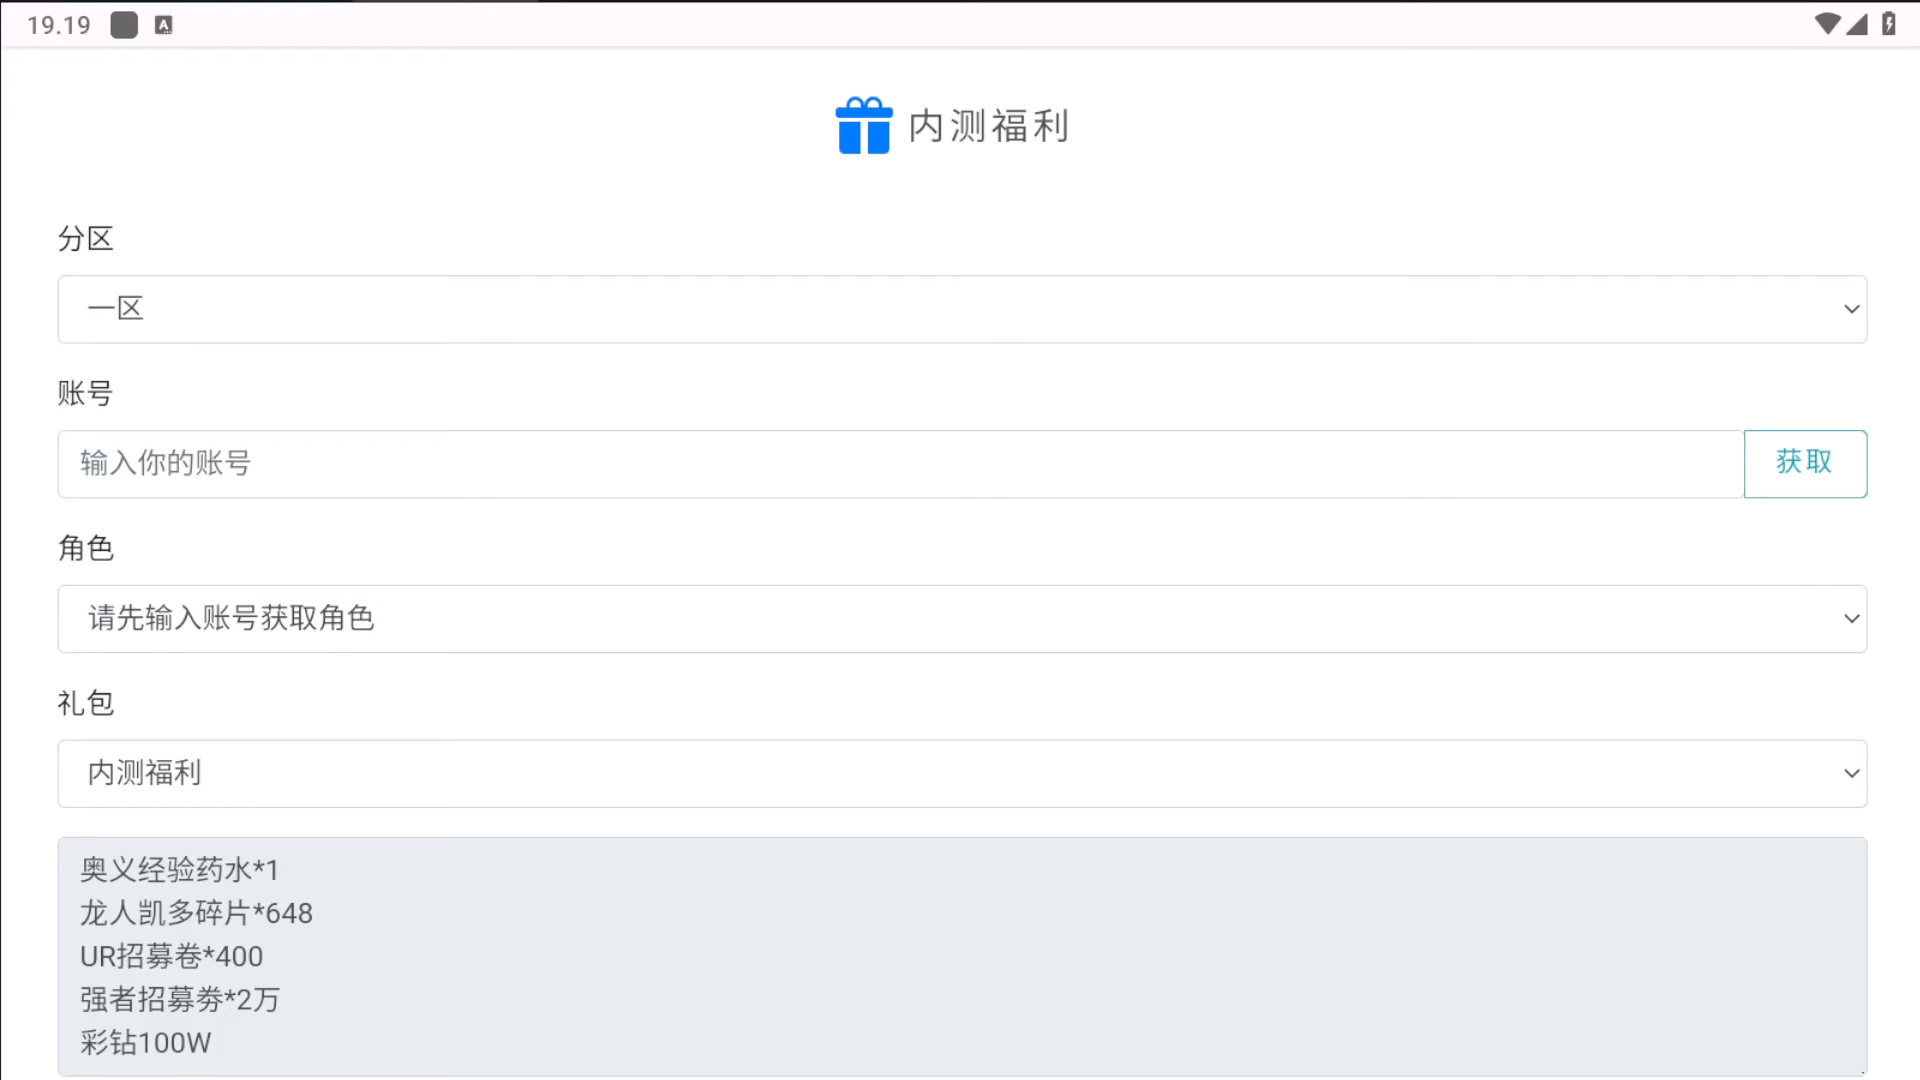 19.19
A
内测福利
分区
一区
账号
输入你的账号
获取
角色
请先输入账号获取角色
礼包
内测福利
奥义经验药水*1
龙人凯多碎片*648
UR招募卷*400
强者招募劵*2万
彩钻100W